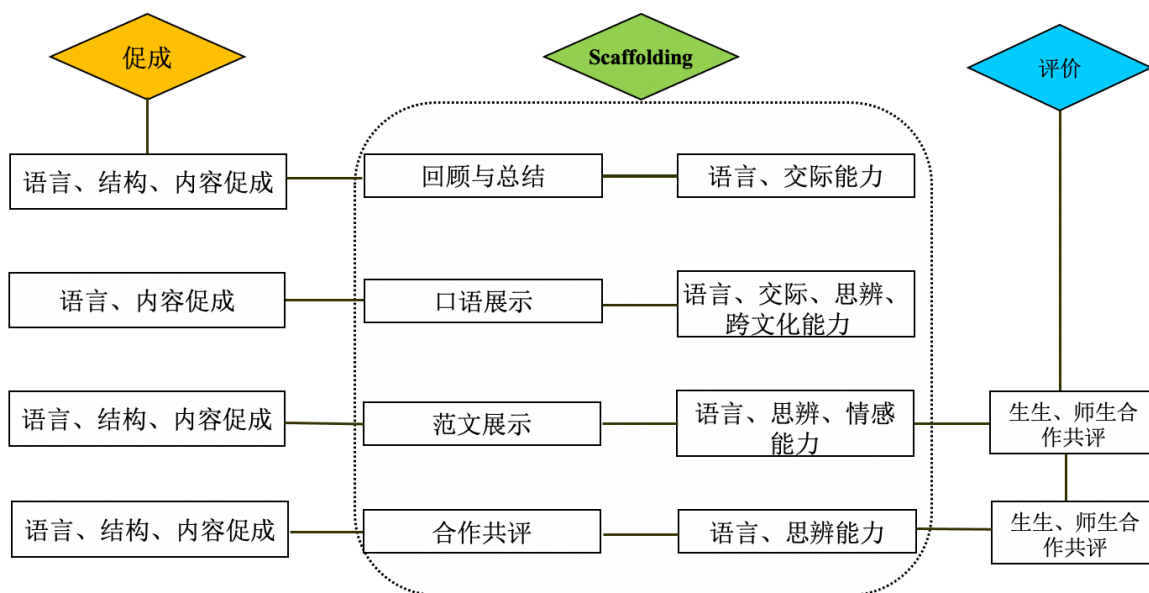 促成
Scaffolding
评价
语言、结构、内容促成
回顾与总结
语言、交际能力
语言、内容促成
口语展示
语言、交际、思辨、
跨文化能力
语言、结构、内容促成
范文展示
语言、思辨、情感
能力
生生、师生合
作共评
语言、结构、内容促成
合作共评
语言、思辨能力
生生、师生合
作共评